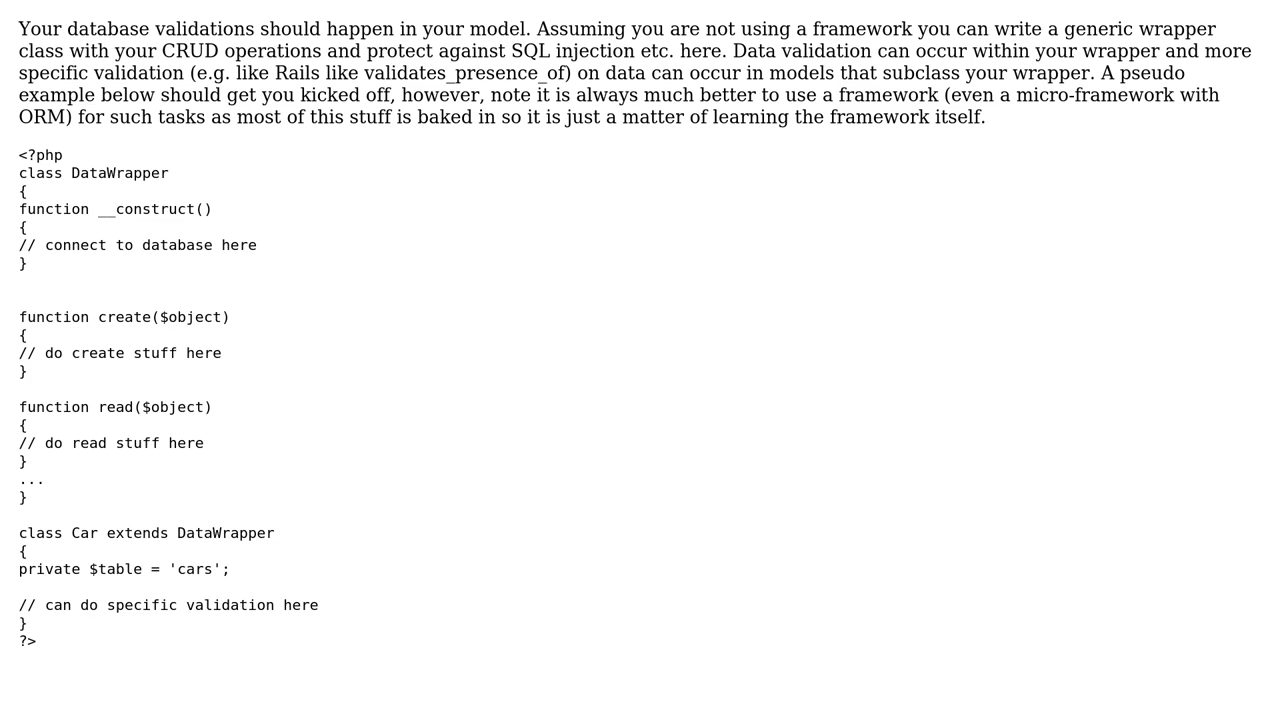 Your database validations should happen in your model. Assuming you are not using a framework you can write a generic wrapper
class with your CRUD operations and protect against SQL injection etc. here. Data validation can occur within your wrapper and more
specific validation (e.g. like Rails like validates_presence_of) on data can occur in models that subclass your wrapper. A pseudo
example below should get you kicked off, however, note it is always much better to use a framework (even a micro-framework with
ORM) for such tasks as most of this stuff is baked in so it is just a matter of learning the framework itself.
<?php
class DataWrapper
{
function __construct()
{
// connect to database here
}
function create($object)
{
// do create stuff here
}
function read($object)
{
// do read stuff here
}
...
}
class Car extends DataWrapper
{
private $table = 'cars';
// can do specific validation here
}
?>